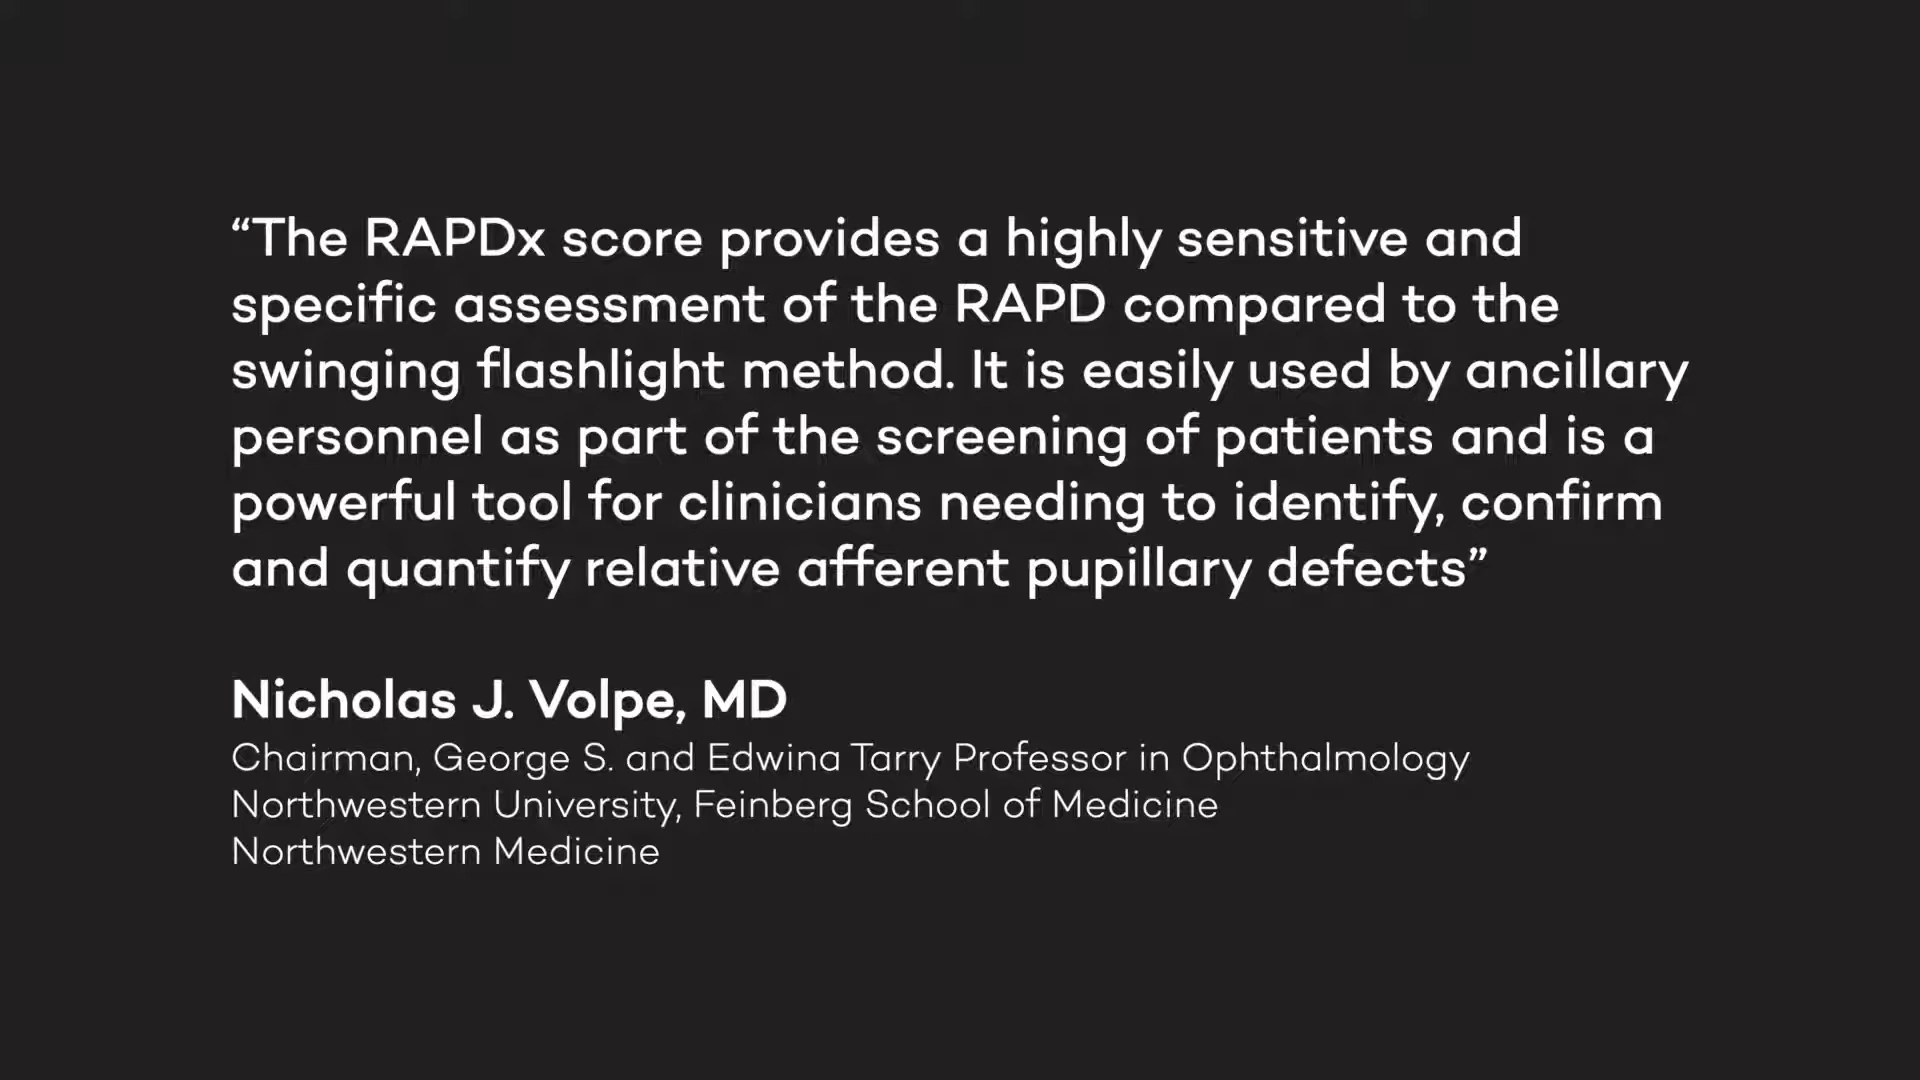 “The RAPDx score provides a highly sensitive and
specific assessment of the RAPD compared to the
swinging flashlight method. It is easily used by ancillary
personnel as part of the screening of patients and is a
powerful tool for clinicians needing to identify, confirm
and quantify relative afferent pupillary defects”
Nicholas J. Volpe, MD
Chairman, George S. and Edwina Tarry Professor in Ophthalmology
Northwestern University, Feinberg School of Medicine
Northwestern Medicine